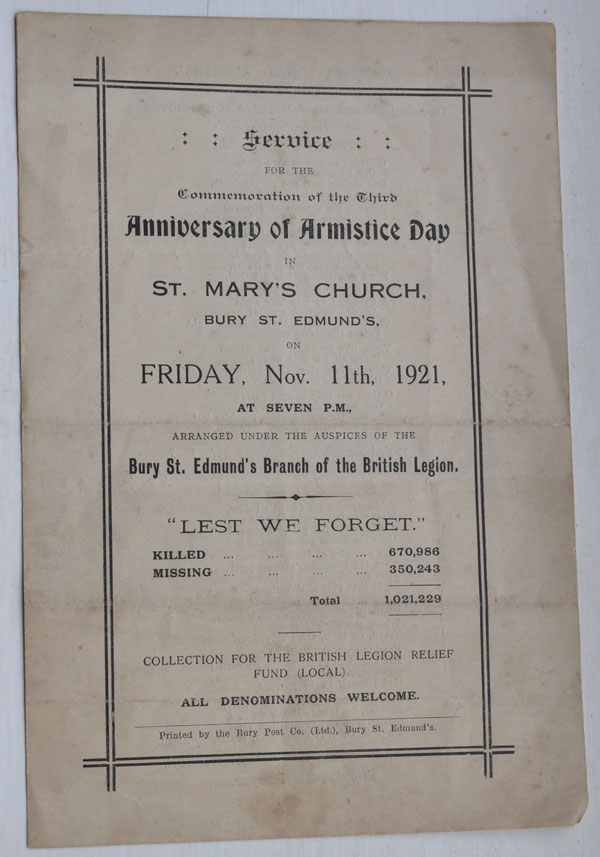 : : Service : :
FOR THE
Commemoration of the Third
Anniversary of Armistice Day
IN
ST. MARY'S CHURCH,
BURY ST. EDMUND'S,
ON
FRIDAY, Nov. 11th, 1921,
AT SEVEN P.M.,
ARRANGED UNDER THE AUSPICES OF THE
Bury St. Edmund's Branch of the British Legion.
"LEST WE FORGET."
KILLED ... ... ... ... 670,986
MISSING ... ... ... ... 350,243
Total ... 1,021,229
COLLECTION FOR THE BRITISH LEGION RELIEF
FUND (LOCAL).
ALL DENOMINATIONS WELCOME.
Printed by the Bury Post Co. (Ltd.), Bury St. Edmund's.